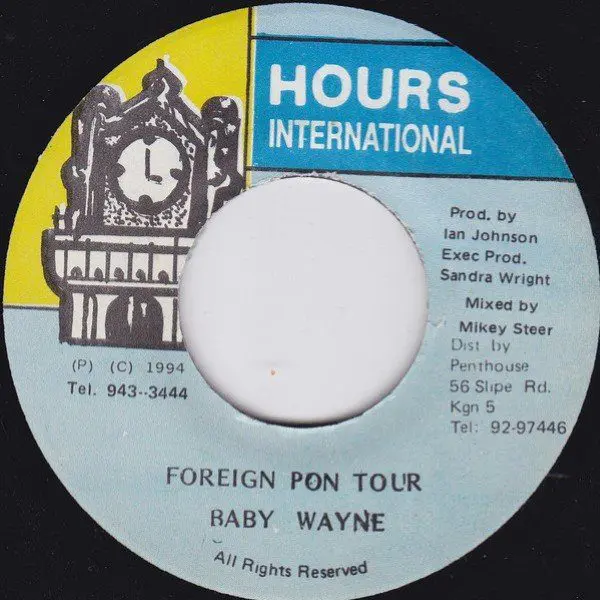 HOURS
INTERNATIONAL
Prod. by
Ian Johnson
Exec Prod.
Sandra Wright
Mixed by
Mikey Steer
Dist by
Penthouse
56 Slipe Rd.
Kgn 5
Tel: 92-97446
(P) (C) 1994
Tel. 943--3444
FOREIGN PON TOUR
BABY WAYNE
All Rights Reserved